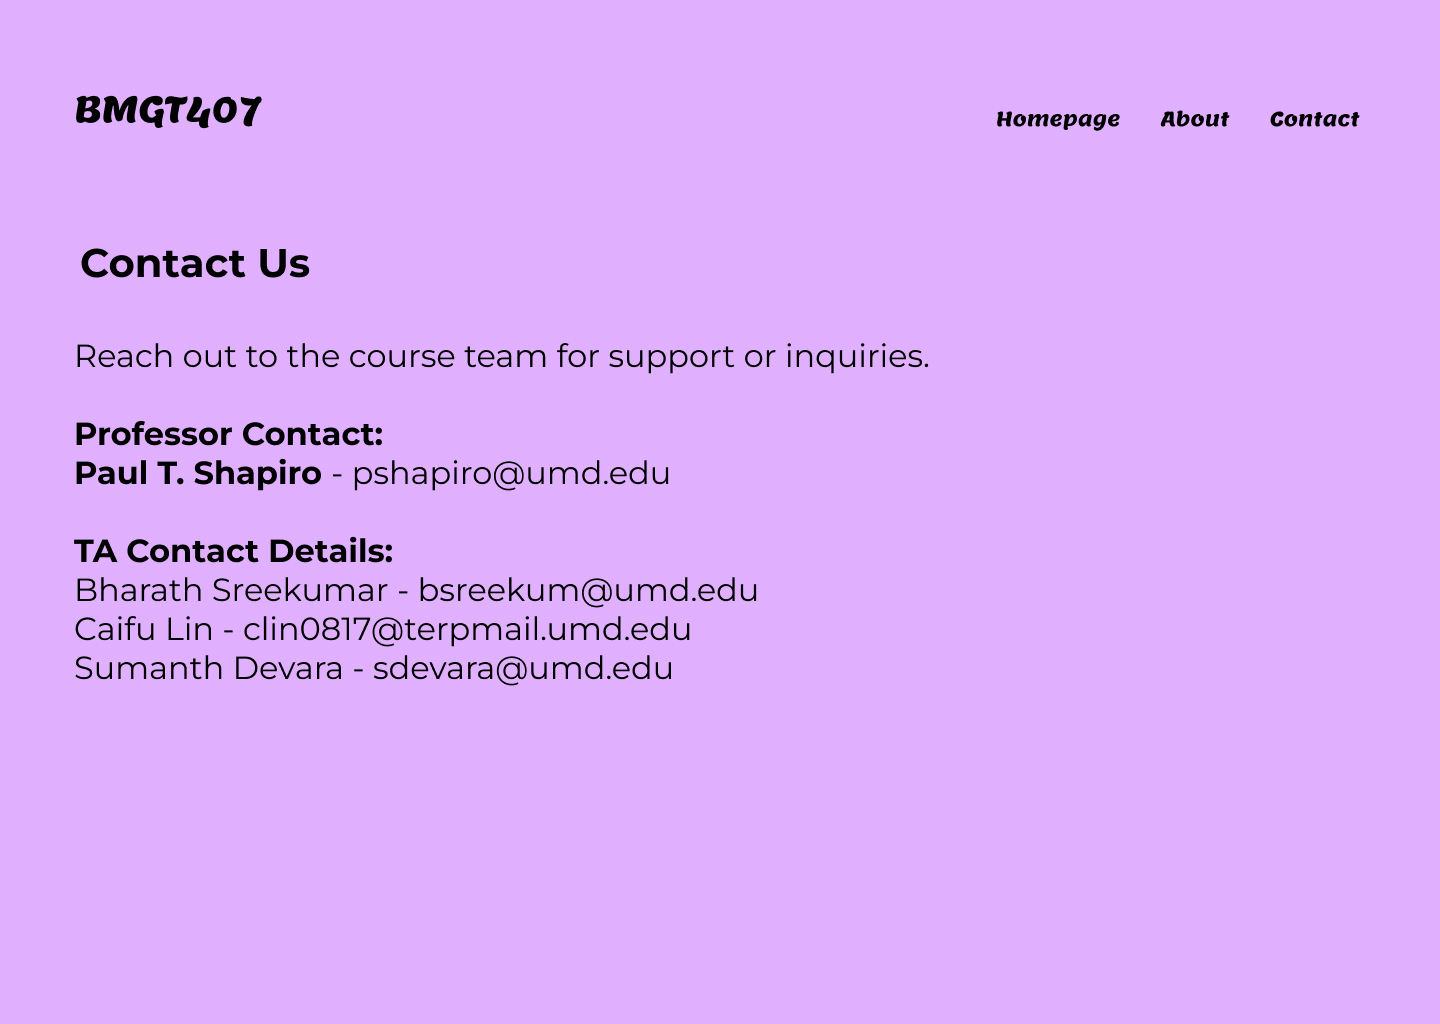 BMGT407
Homepage About Contact
Contact Us
Reach out to the course team for support or inquiries.
Professor Contact:
Paul T. Shapiro - pshapiro@umd.edu
TA Contact Details:
Bharath Sreekumar - bsreekum@umd.edu
Caifu Lin - clin0817@terpmail.umd.edu
Sumanth Devara - sdevara@umd.edu